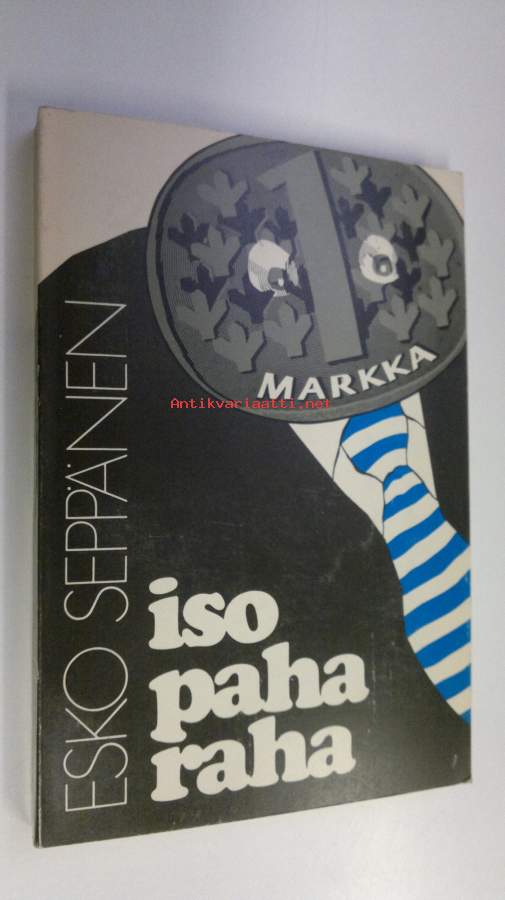 1
MARKKA
Antikvariaatti.net
ESKO SEPPÄNEN
iso
paha
raha